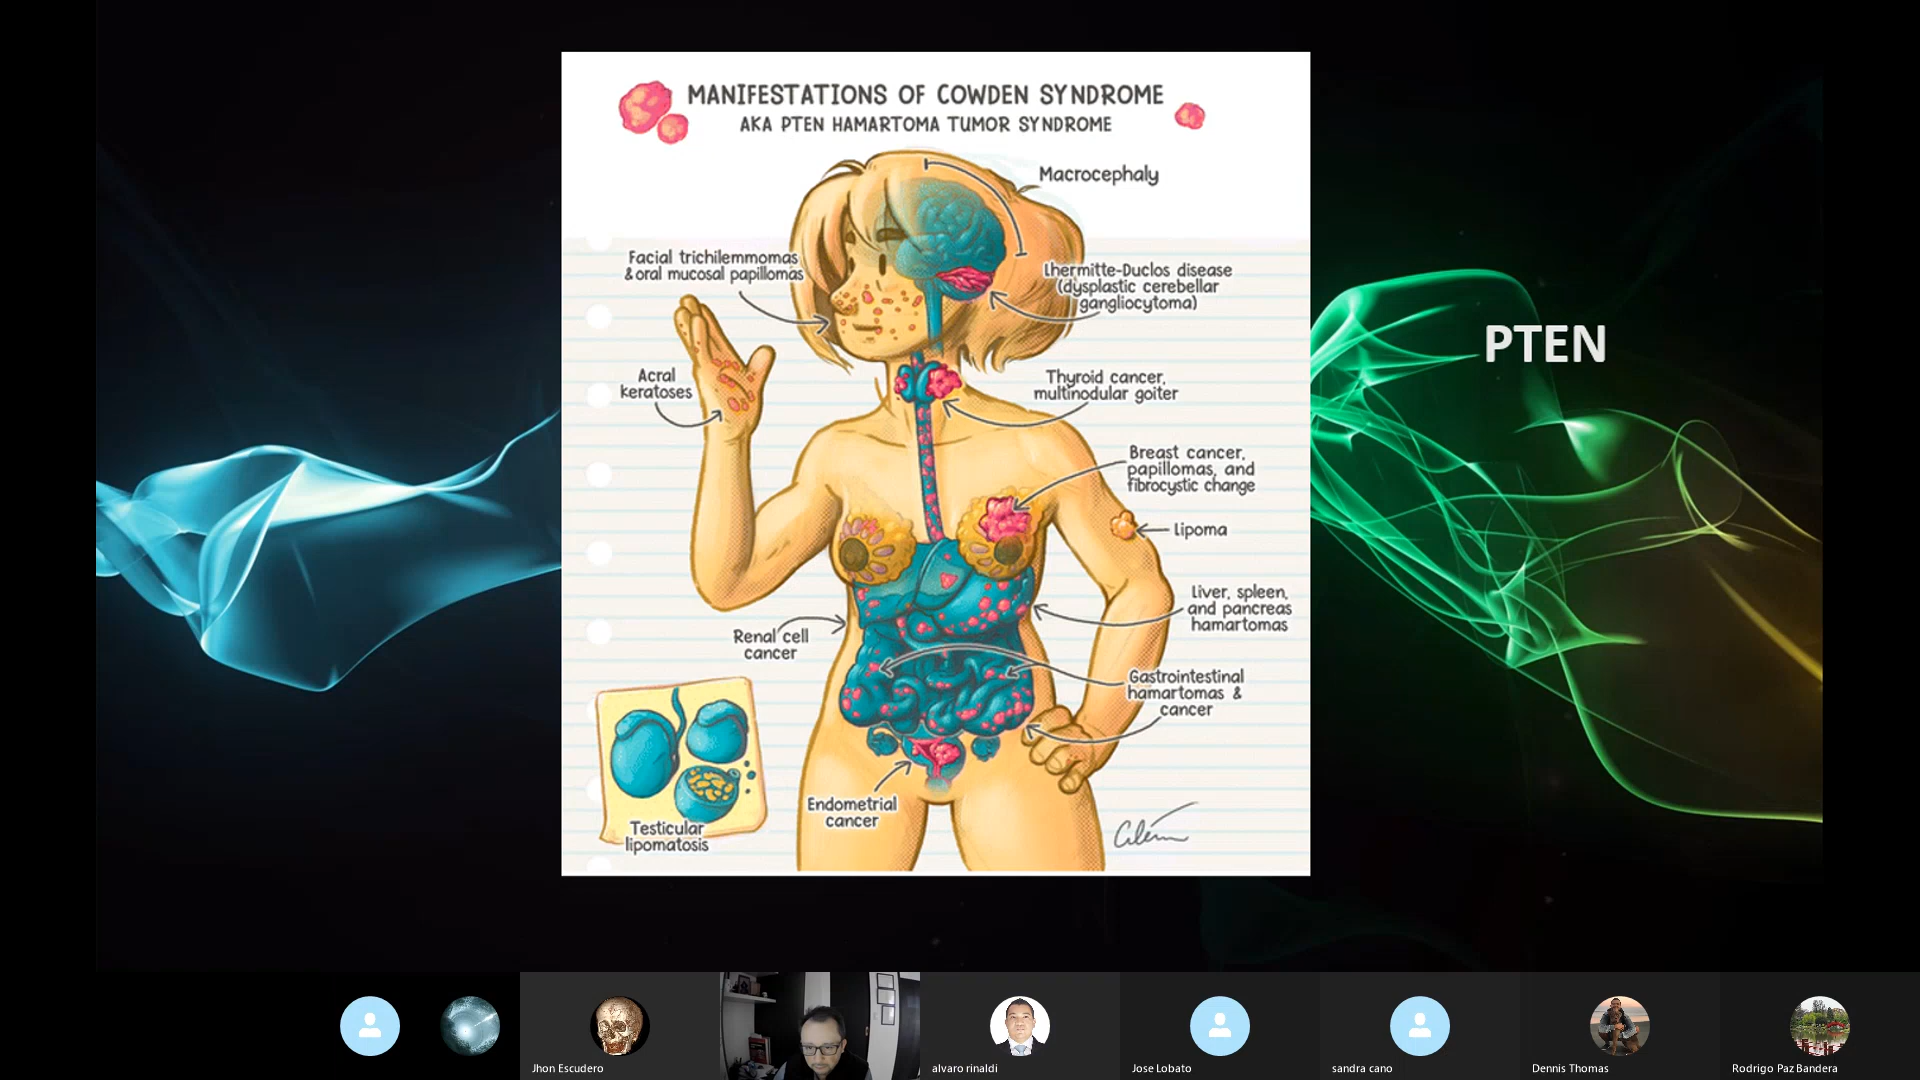 MANIFESTATIONS OF COWDEN SYNDROME
AKA PTEN HAMARTOMA TUMOR SYNDROME
Macrocephaly
Facial trichilemmomas
& oral mucosal papillomas
Lhermitte-Duclos disease
(dysplastic cerebellar
gangliocytoma)
PTEN
Acral
keratoses
Thyroid cancer,
multinodular goiter
Breast cancer,
papillomas, and
fibrocystic change
Lipoma
Liver, spleen,
and pancreas
hamartomas
Renal cell
cancer
Gastrointestinal
hamartomas &
cancer
Endometrial
cancer
Testicular
lipomatosis
Jhon Escudero
alvaro rinaldi
Jose Lobato
sandra cano
Dennis Thomas
Rodrigo Paz Bandera